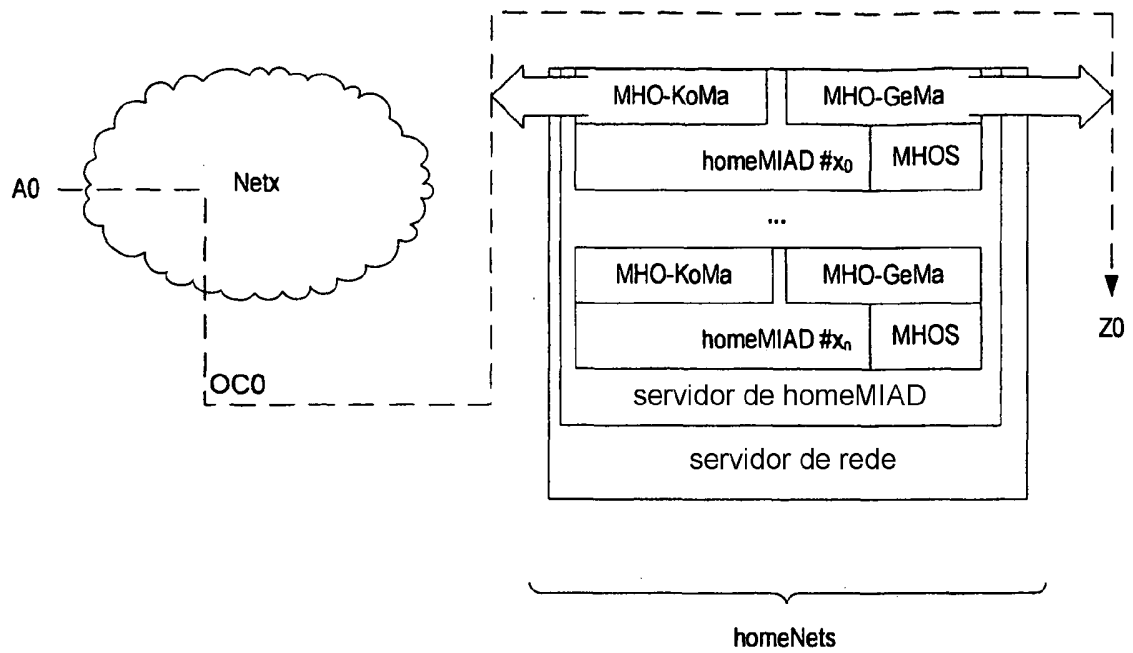 MHO-KoMa MHO-GeMa
homeMIAD #x₀ MHOS
A0 Netx
...
MHO-KoMa MHO-GeMa
homeMIAD #xₙ MHOS
Z0
OC0
servidor de homeMIAD
servidor de rede
homeNets